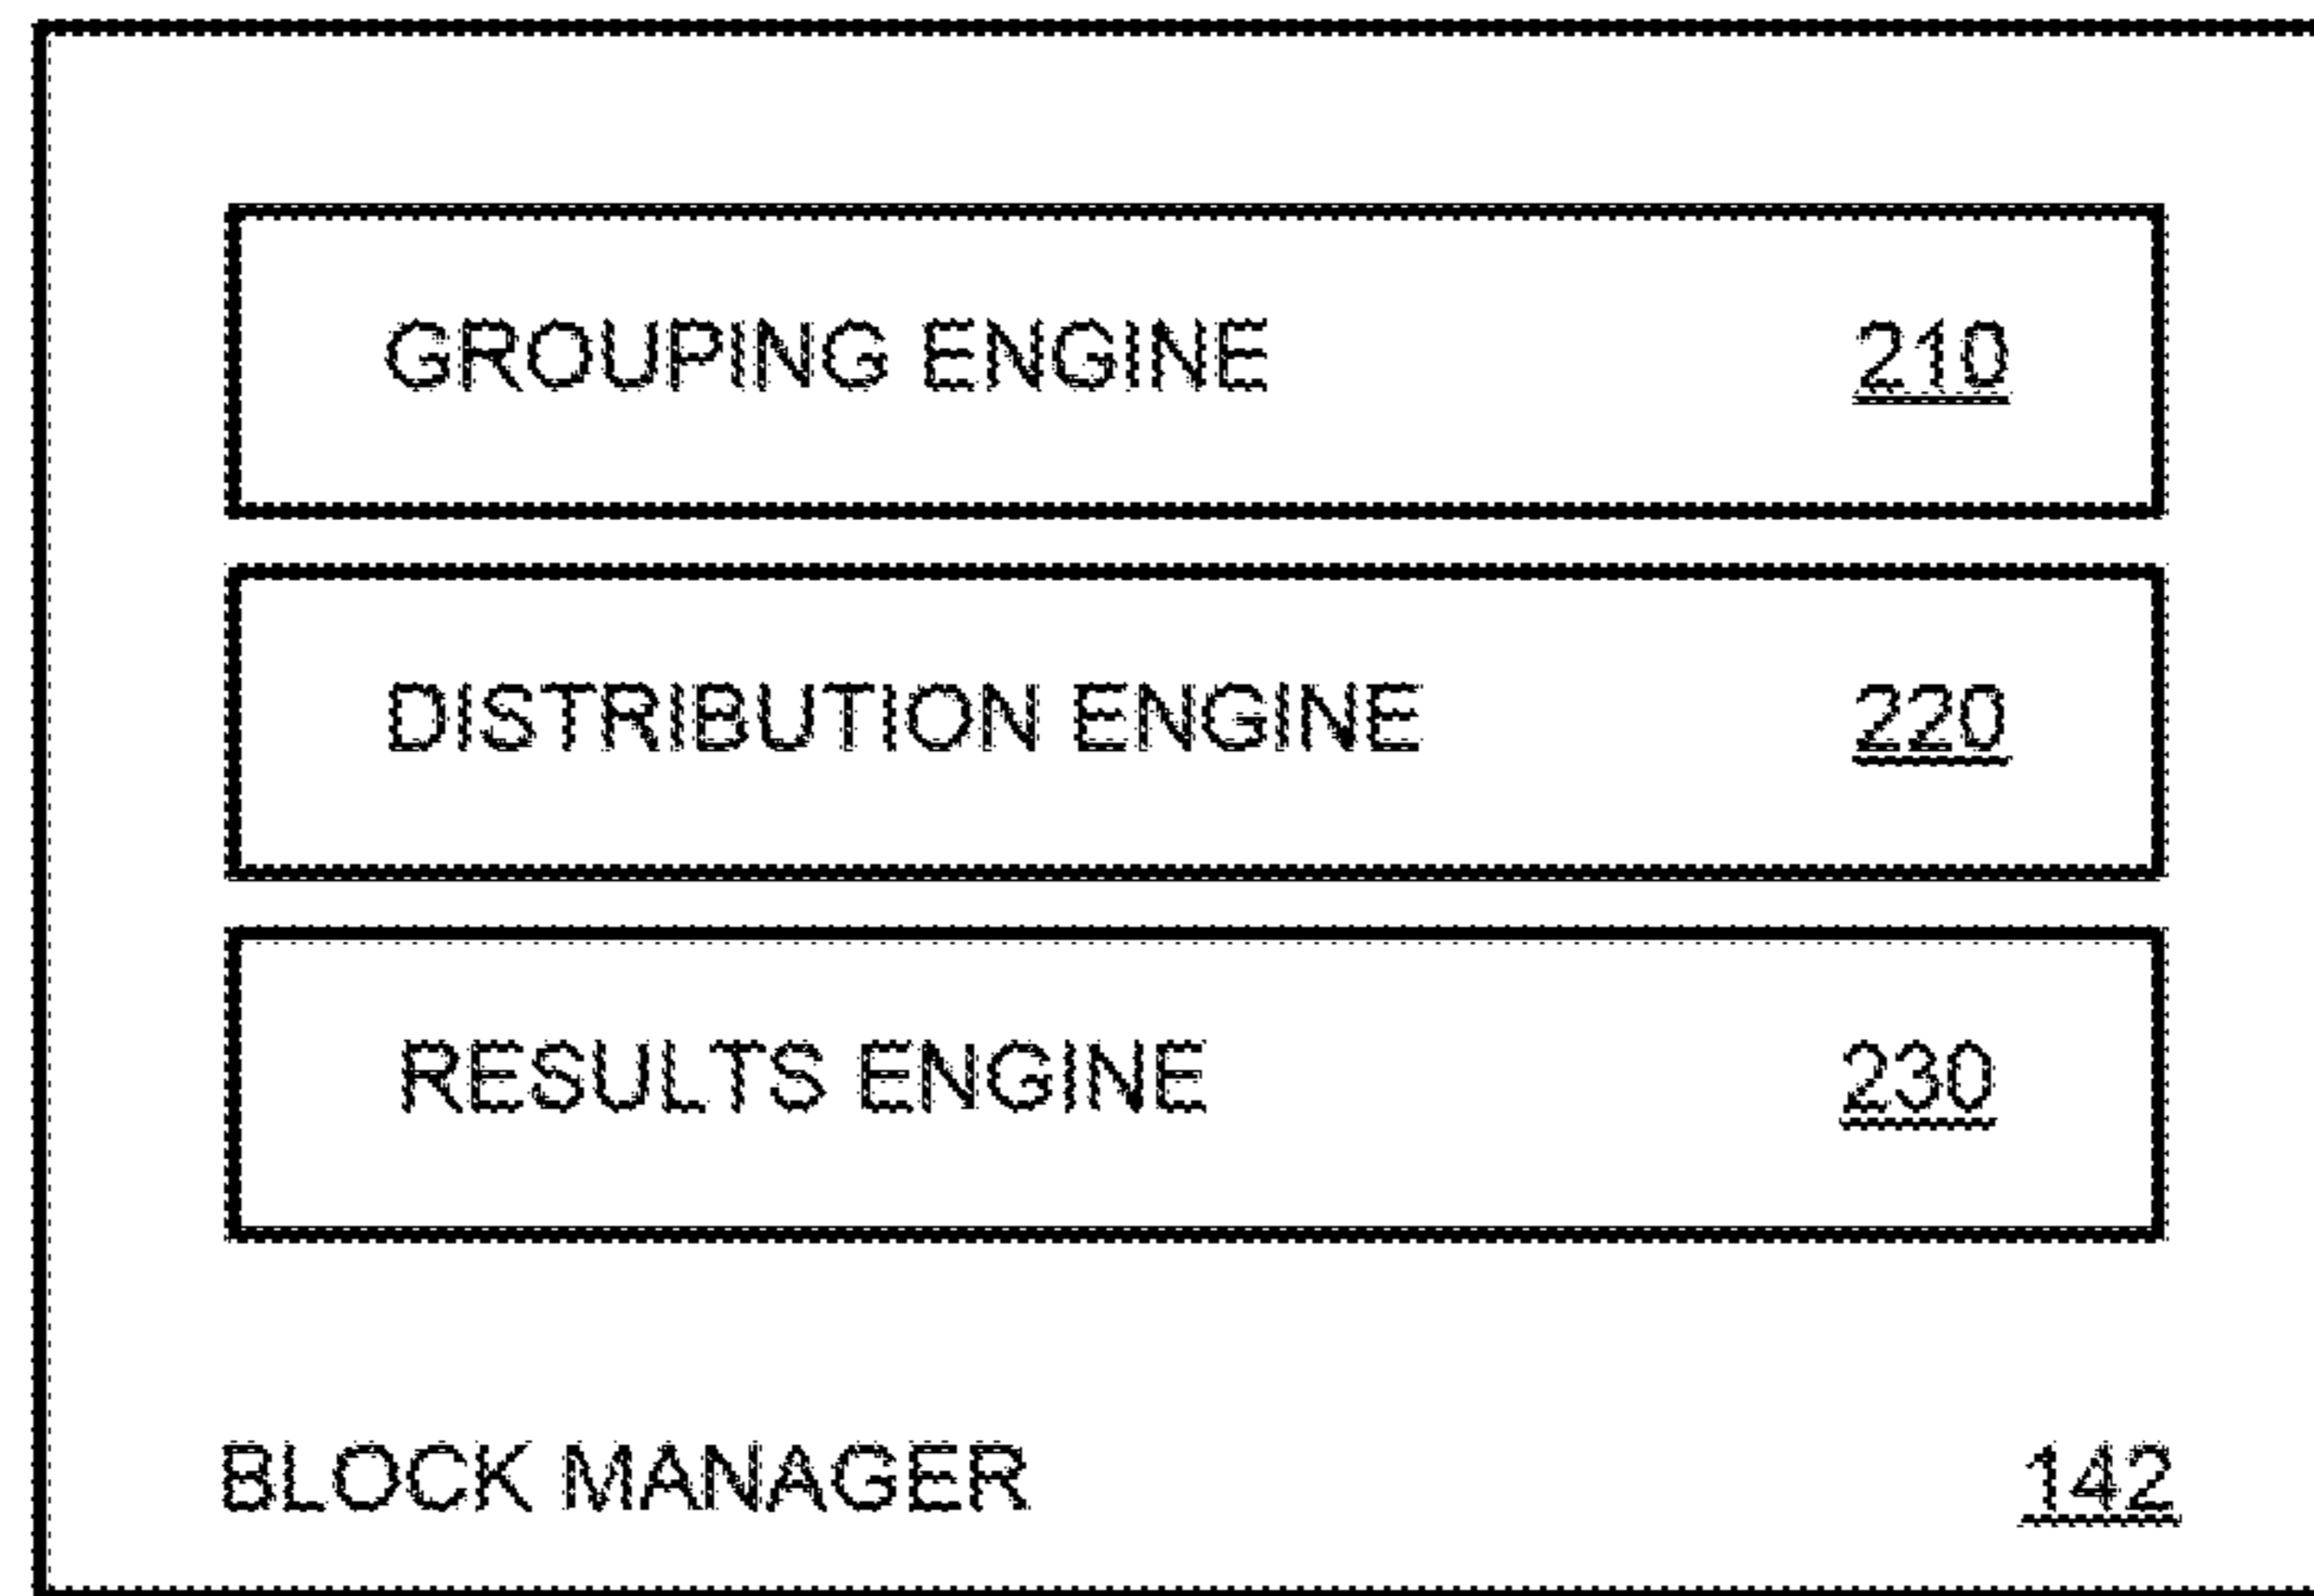 GROUPING ENGINE 210
DISTRIBUTION ENGINE 220
RESULTS ENGINE 230
BLOCK MANAGER 142